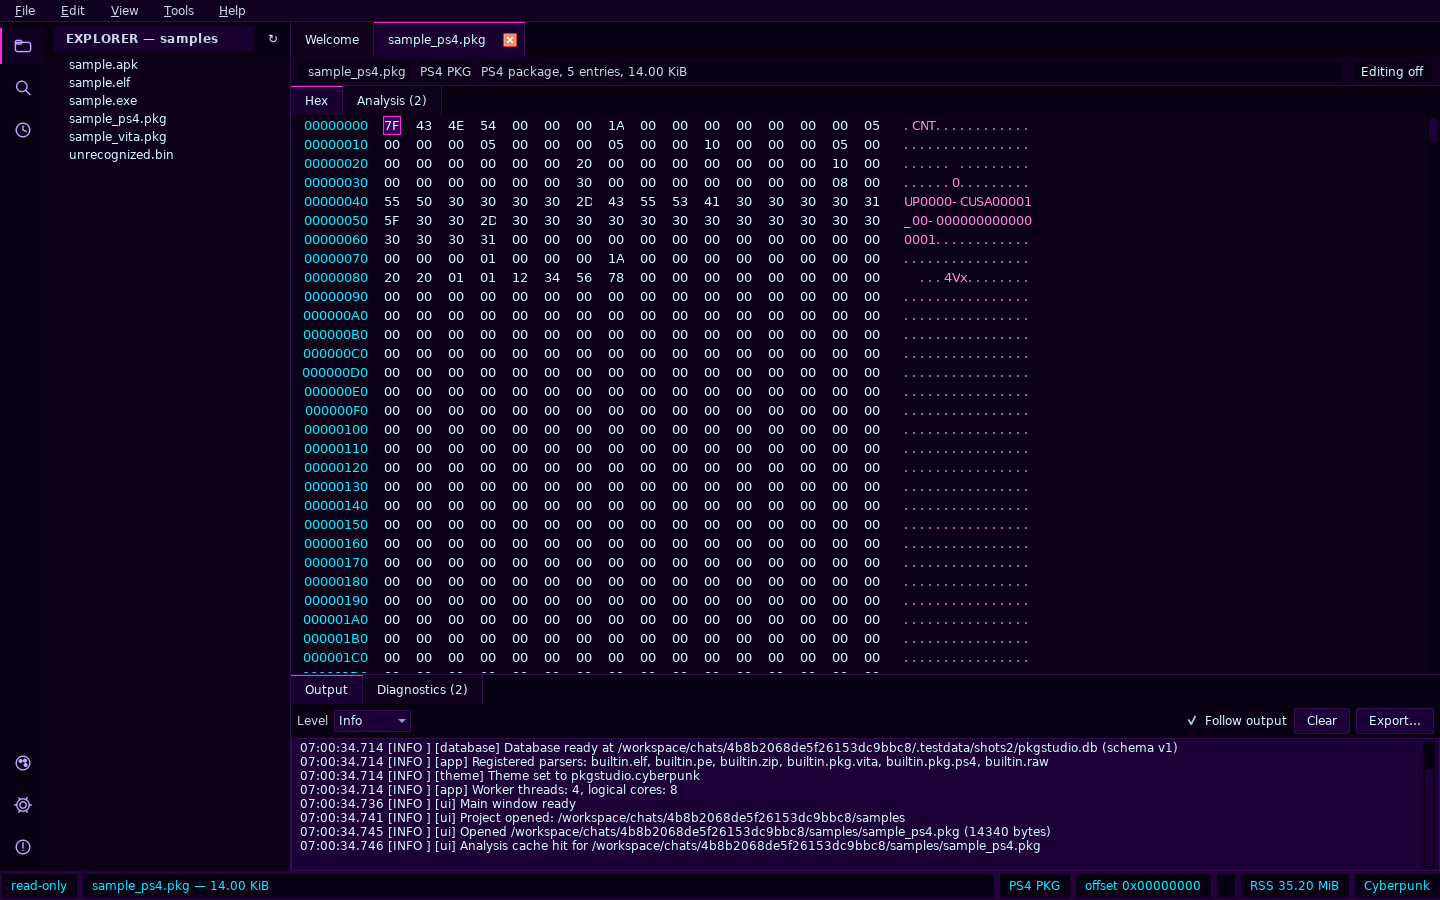 File Edit View Tools Help
EXPLORER — samples ↻
sample.apk
sample.elf
sample.exe
sample_ps4.pkg
sample_vita.pkg
unrecognized.bin
Welcome sample_ps4.pkg
sample_ps4.pkg PS4 PKG PS4 package, 5 entries, 14.00 KiB Editing off
Hex Analysis (2)
00000000 7F 43 4E 54 00 00 00 1A 00 00 00 00 00 00 00 05 .CNT............
00000010 00 00 00 05 00 00 00 05 00 00 10 00 00 00 05 00 ................
00000020 00 00 00 00 00 00 20 00 00 00 00 00 00 00 10 00 ...... .........
00000030 00 00 00 00 00 00 30 00 00 00 00 00 00 00 08 00 ......0.........
00000040 55 50 30 30 30 30 2D 43 55 53 41 30 30 30 30 31 UP0000-CUSA00001
00000050 5F 30 30 2D 30 30 30 30 30 30 30 30 30 30 30 30 _00-000000000000
00000060 30 30 30 31 00 00 00 00 00 00 00 00 00 00 00 00 0001............
00000070 00 00 00 01 00 00 00 1A 00 00 00 00 00 00 00 00 ................
00000080 20 20 01 01 12 34 56 78 00 00 00 00 00 00 00 00   ...4Vx........
00000090 00 00 00 00 00 00 00 00 00 00 00 00 00 00 00 00 ................
000000A0 00 00 00 00 00 00 00 00 00 00 00 00 00 00 00 00 ................
000000B0 00 00 00 00 00 00 00 00 00 00 00 00 00 00 00 00 ................
000000C0 00 00 00 00 00 00 00 00 00 00 00 00 00 00 00 00 ................
000000D0 00 00 00 00 00 00 00 00 00 00 00 00 00 00 00 00 ................
000000E0 00 00 00 00 00 00 00 00 00 00 00 00 00 00 00 00 ................
000000F0 00 00 00 00 00 00 00 00 00 00 00 00 00 00 00 00 ................
00000100 00 00 00 00 00 00 00 00 00 00 00 00 00 00 00 00 ................
00000110 00 00 00 00 00 00 00 00 00 00 00 00 00 00 00 00 ................
00000120 00 00 00 00 00 00 00 00 00 00 00 00 00 00 00 00 ................
00000130 00 00 00 00 00 00 00 00 00 00 00 00 00 00 00 00 ................
00000140 00 00 00 00 00 00 00 00 00 00 00 00 00 00 00 00 ................
00000150 00 00 00 00 00 00 00 00 00 00 00 00 00 00 00 00 ................
00000160 00 00 00 00 00 00 00 00 00 00 00 00 00 00 00 00 ................
00000170 00 00 00 00 00 00 00 00 00 00 00 00 00 00 00 00 ................
00000180 00 00 00 00 00 00 00 00 00 00 00 00 00 00 00 00 ................
00000190 00 00 00 00 00 00 00 00 00 00 00 00 00 00 00 00 ................
000001A0 00 00 00 00 00 00 00 00 00 00 00 00 00 00 00 00 ................
000001B0 00 00 00 00 00 00 00 00 00 00 00 00 00 00 00 00 ................
000001C0 00 00 00 00 00 00 00 00 00 00 00 00 00 00 00 00 ................
Output Diagnostics (2)
Level Info ✓ Follow output Clear Export...
07:00:34.714 [INFO ] [database] Database ready at /workspace/chats/4b8b2068de5f26153dc9bbc8/.testdata/shots2/pkgstudio.db (schema v1)
07:00:34.714 [INFO ] [app] Registered parsers: builtin.elf, builtin.pe, builtin.zip, builtin.pkg.vita, builtin.pkg.ps4, builtin.raw
07:00:34.714 [INFO ] [theme] Theme set to pkgstudio.cyberpunk
07:00:34.714 [INFO ] [app] Worker threads: 4, logical cores: 8
07:00:34.736 [INFO ] [ui] Main window ready
07:00:34.741 [INFO ] [ui] Project opened: /workspace/chats/4b8b2068de5f26153dc9bbc8/samples
07:00:34.745 [INFO ] [ui] Opened /workspace/chats/4b8b2068de5f26153dc9bbc8/samples/sample_ps4.pkg (14340 bytes)
07:00:34.746 [INFO ] [ui] Analysis cache hit for /workspace/chats/4b8b2068de5f26153dc9bbc8/samples/sample_ps4.pkg
read-only sample_ps4.pkg — 14.00 KiB PS4 PKG offset 0x00000000 RSS 35.20 MiB Cyberpunk